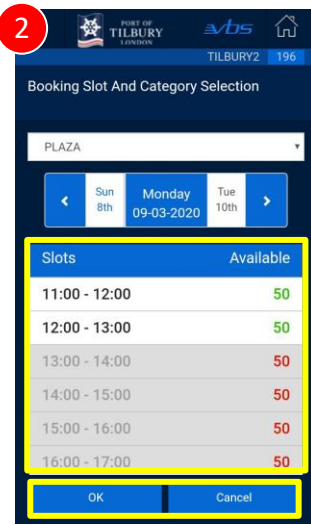 2
PORT OF
TILBURY
LONDON
vbs
TILBURY2 196
Booking Slot And Category Selection
PLAZA
Sun
8th
Monday
09-03-2020
Tue
10th
Slots Available
11:00 - 12:00 50
12:00 - 13:00 50
13:00 - 14:00 50
14:00 - 15:00 50
15:00 - 16:00 50
16:00 - 17:00 50
OK Cancel